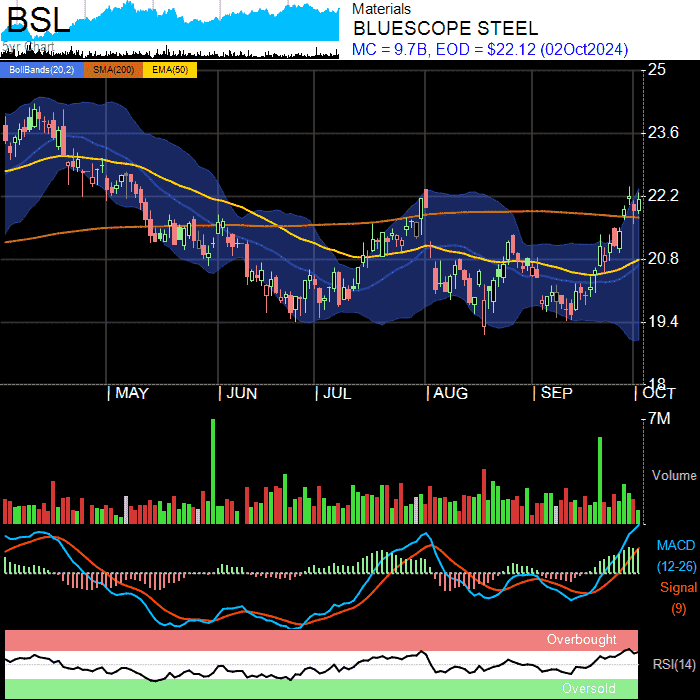 BSL
5yr Chart
Materials
BLUESCOPE STEEL
MC = 9.7B, EOD = $22.12 (02Oct2024)
BollBands(20,2) SMA(200) EMA(50)
25
23.6
22.2
20.8
19.4
18
MAY JUN JUL AUG SEP OCT
7M
Volume
MACD
(12-26)
Signal
(9)
Overbought
RSI(14)
Oversold